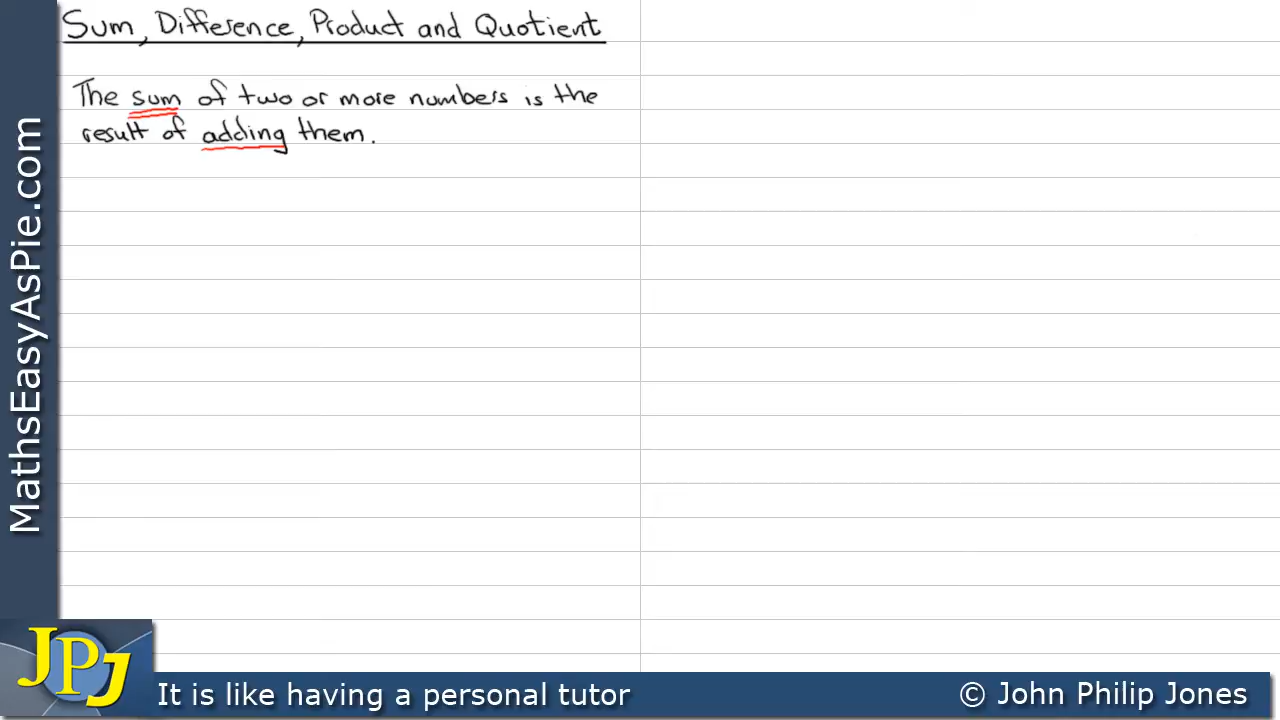 Sum, Difference, Product and Quotient
The sum of two or more numbers is the
result of adding them.
MathsEasyAsPie.com
JPJ
It is like having a personal tutor
© John Philip Jones